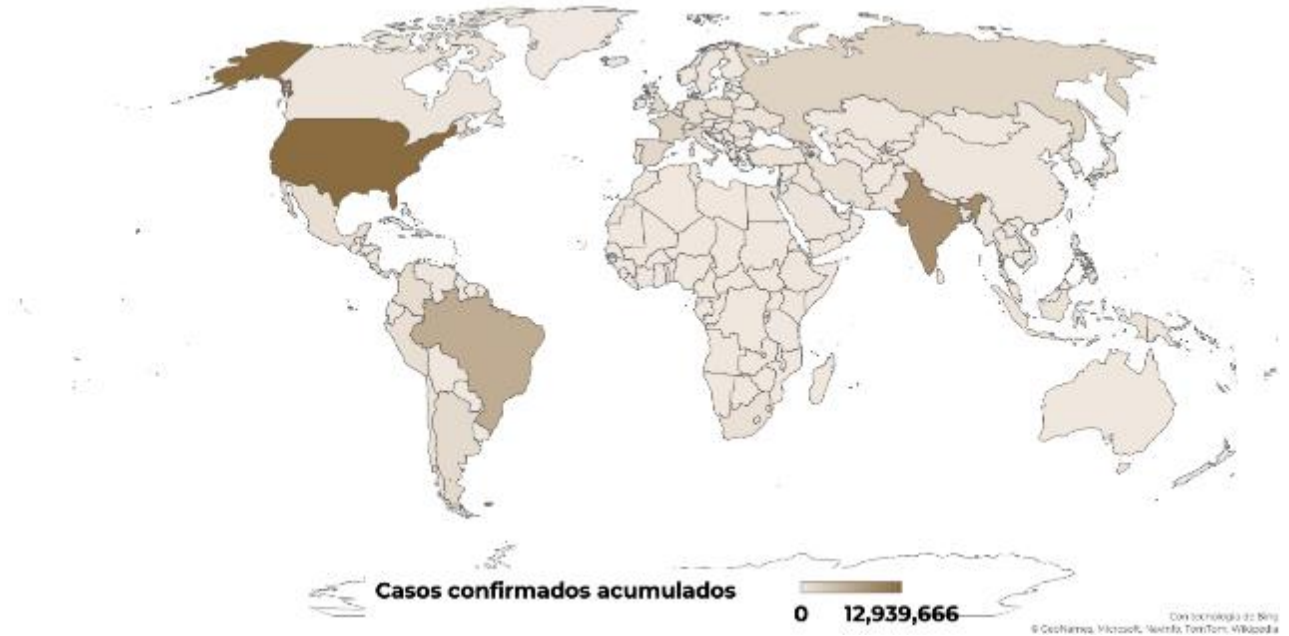 Casos confirmados acumulados
0 12,939,666
Con tecnología de Bing
© GeoNames, Microsoft, Navinfo, TomTom, Wikipedia